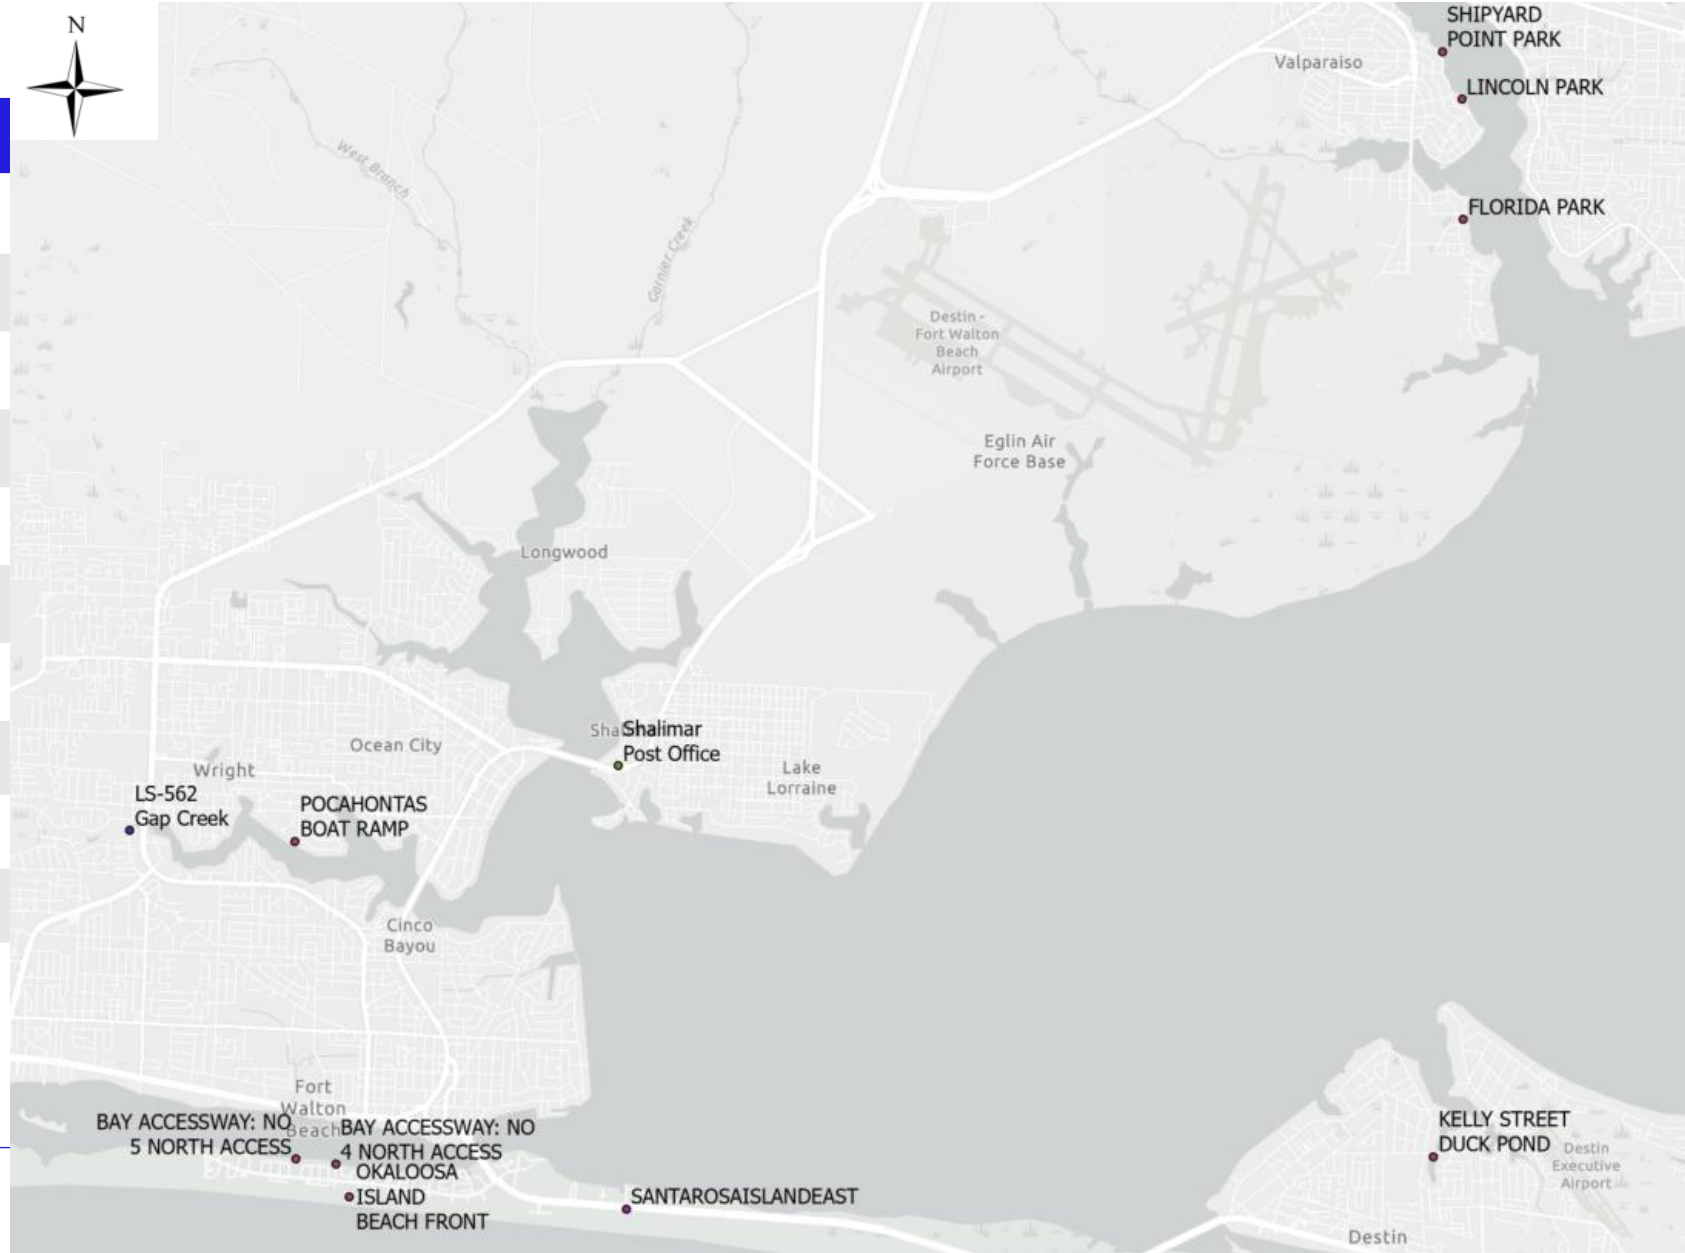 N
SHIPYARD
POINT PARK
Valparaiso
LINCOLN PARK
West Branch
FLORIDA PARK
Garnier Creek
Destin -
Fort Walton
Beach
Airport
Eglin Air
Force Base
Longwood
Shalimar
Post Office
Ocean City
Wright
Lake
Lorraine
LS-562
Gap Creek
POCAHONTAS
BOAT RAMP
Cinco
Bayou
Fort
Walton
Beach
BAY ACCESSWAY: NO
5 NORTH ACCESS
BAY ACCESSWAY: NO
4 NORTH ACCESS
OKALOOSA
ISLAND
BEACH FRONT
SANTAROSAISLANDEAST
KELLY STREET
DUCK POND
Destin
Executive
Airport
Destin